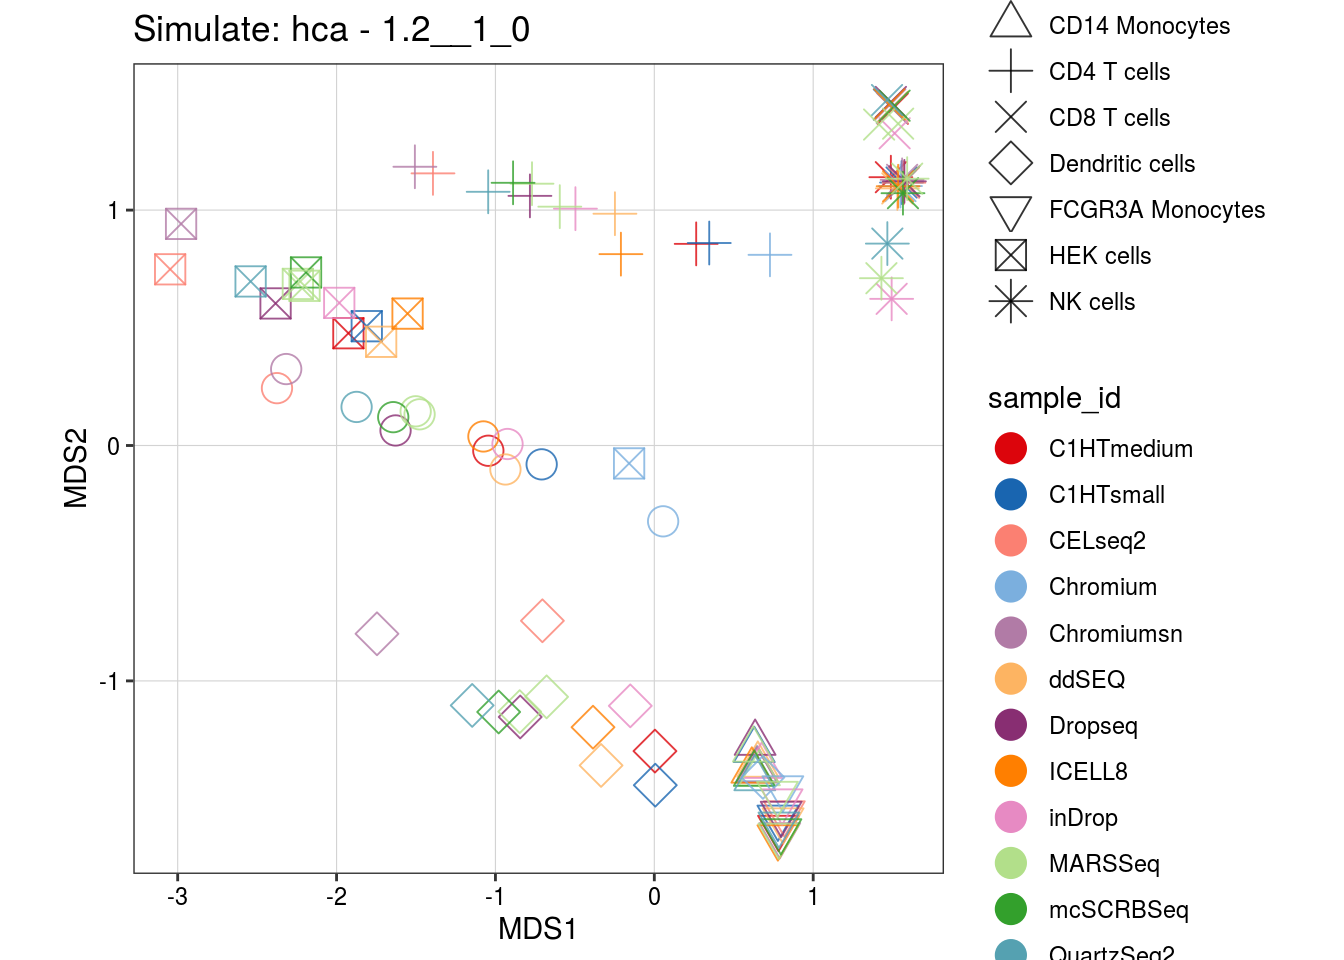 Simulate: hca - 1.2__1_0
CD14 Monocytes
CD4 T cells
CD8 T cells
Dendritic cells
FCGR3A Monocytes
HEK cells
NK cells
sample_id
C1HTmedium
C1HTsmall
CELseq2
Chromium
Chromiumsn
ddSEQ
Dropseq
ICELL8
inDrop
MARSSeq
mcSCRBSeq
QuartzSeq2
MDS2
1
0
-1
-3
-2
-1
0
1
MDS1